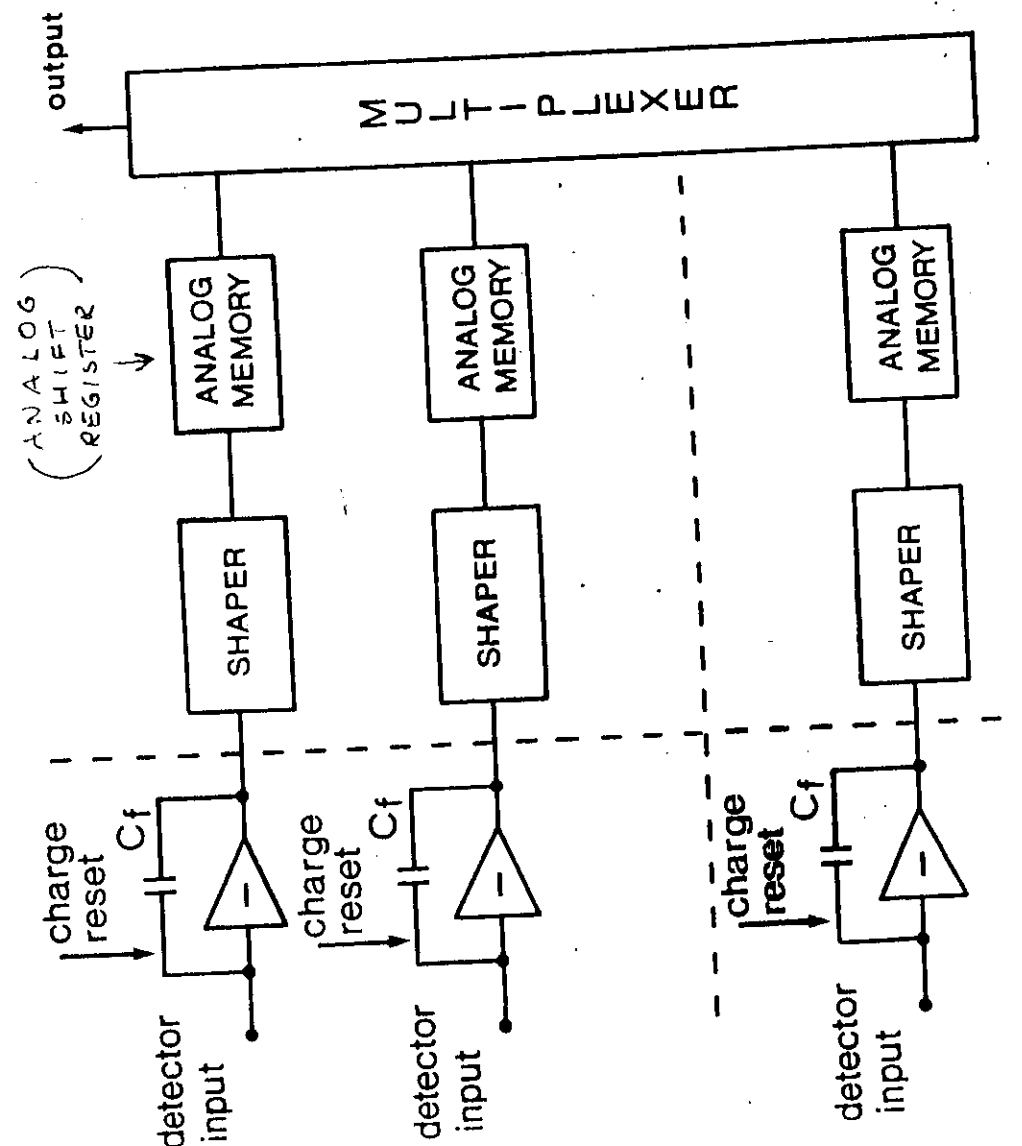 output
MULTIPLEXER
(ANALOG
SHIFT
REGISTER)
ANALOG
MEMORY
ANALOG
MEMORY
ANALOG
MEMORY
SHAPER
SHAPER
SHAPER
charge
reset
Cf
charge
reset
Cf
charge
reset
Cf
detector
input
detector
input
detector
input